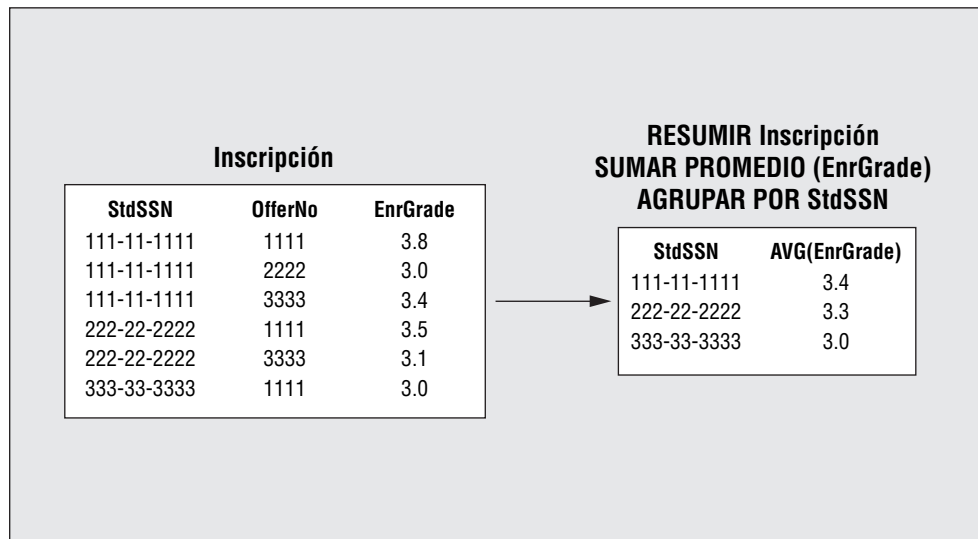 Inscripción
StdSSN OfferNo EnrGrade
111-11-1111 1111 3.8
111-11-1111 2222 3.0
111-11-1111 3333 3.4
222-22-2222 1111 3.5
222-22-2222 3333 3.1
333-33-3333 1111 3.0
RESUMIR Inscripción
SUMAR PROMEDIO (EnrGrade)
AGRUPAR POR StdSSN
StdSSN AVG(EnrGrade)
111-11-1111 3.4
222-22-2222 3.3
333-33-3333 3.0